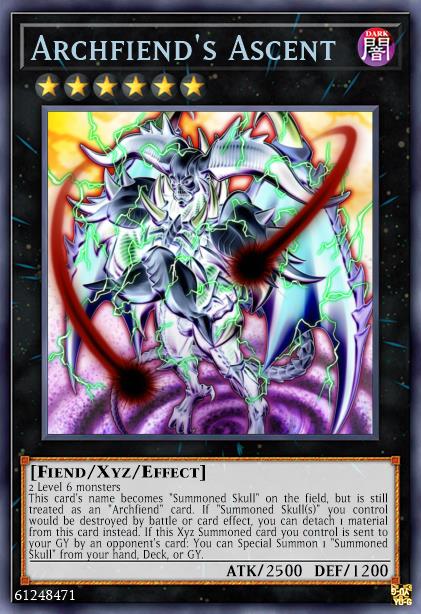 ARCHFIEND'S ASCENT
DARK
闇
[FIEND/XYZ/EFFECT]
2 Level 6 monsters
This card's name becomes "Summoned Skull" on the field, but is still
treated as an "Archfiend" card. If "Summoned Skull(s)" you control
would be destroyed by battle or card effect, you can detach 1 material
from this card instead. If this Xyz Summoned card you control is sent to
your GY by an opponent's card: You can Special Summon 1 "Summoned
Skull" from your hand, Deck, or GY.
ATK/2500 DEF/1200
61248471